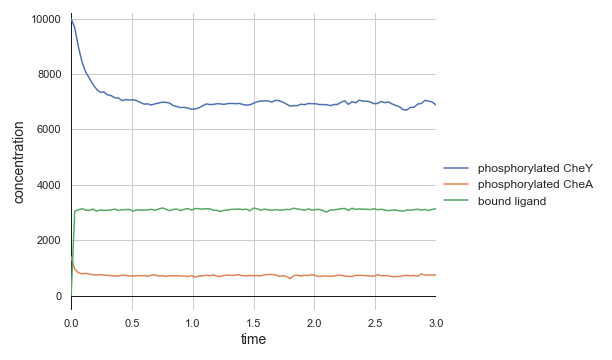 10000
8000
6000
4000
2000
0
concentration
0.0 0.5 1.0 1.5 2.0 2.5 3.0
time
phosphorylated CheY
phosphorylated CheA
bound ligand